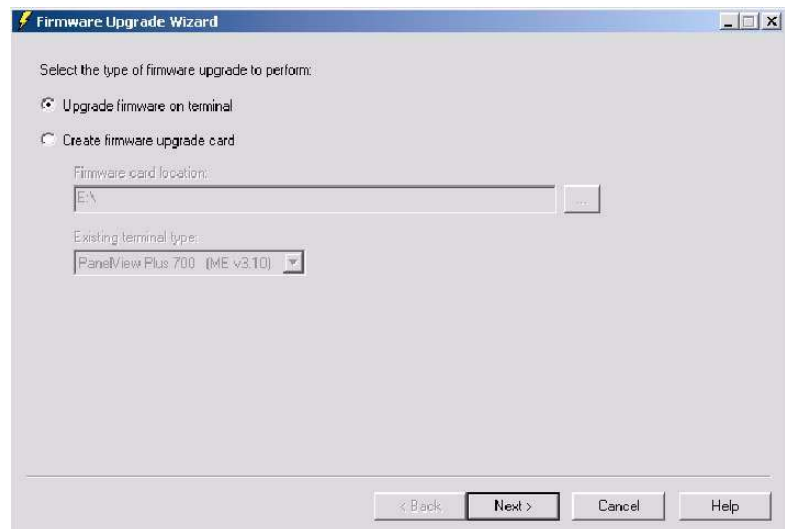 Firmware Upgrade Wizard
Select the type of firmware upgrade to perform:
Upgrade firmware on terminal
Create firmware upgrade card
Firmware card location:
E:\
...
Existing terminal type:
PanelView Plus 700 (ME v3.10)
< Back
Next >
Cancel
Help